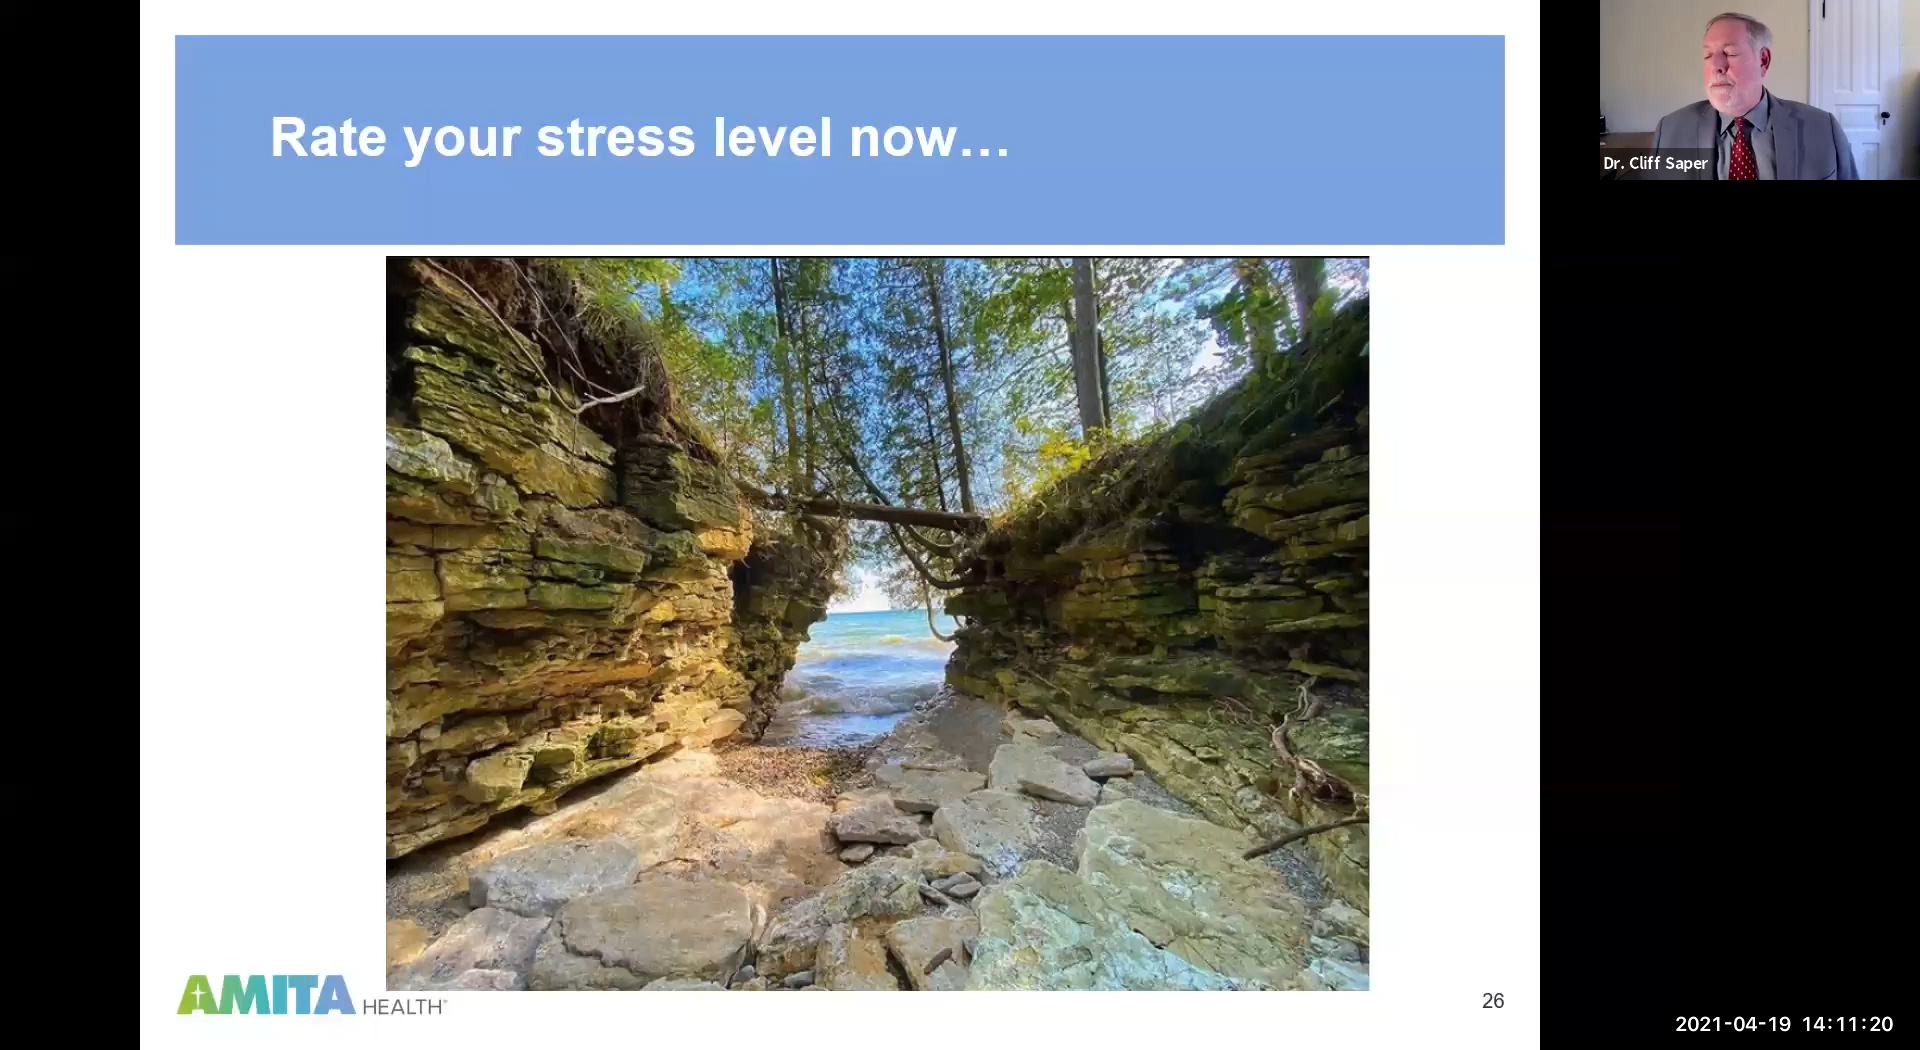 Rate your stress level now…
Dr. Cliff Saper
AMITA HEALTH
26
2021-04-19 14:11:20